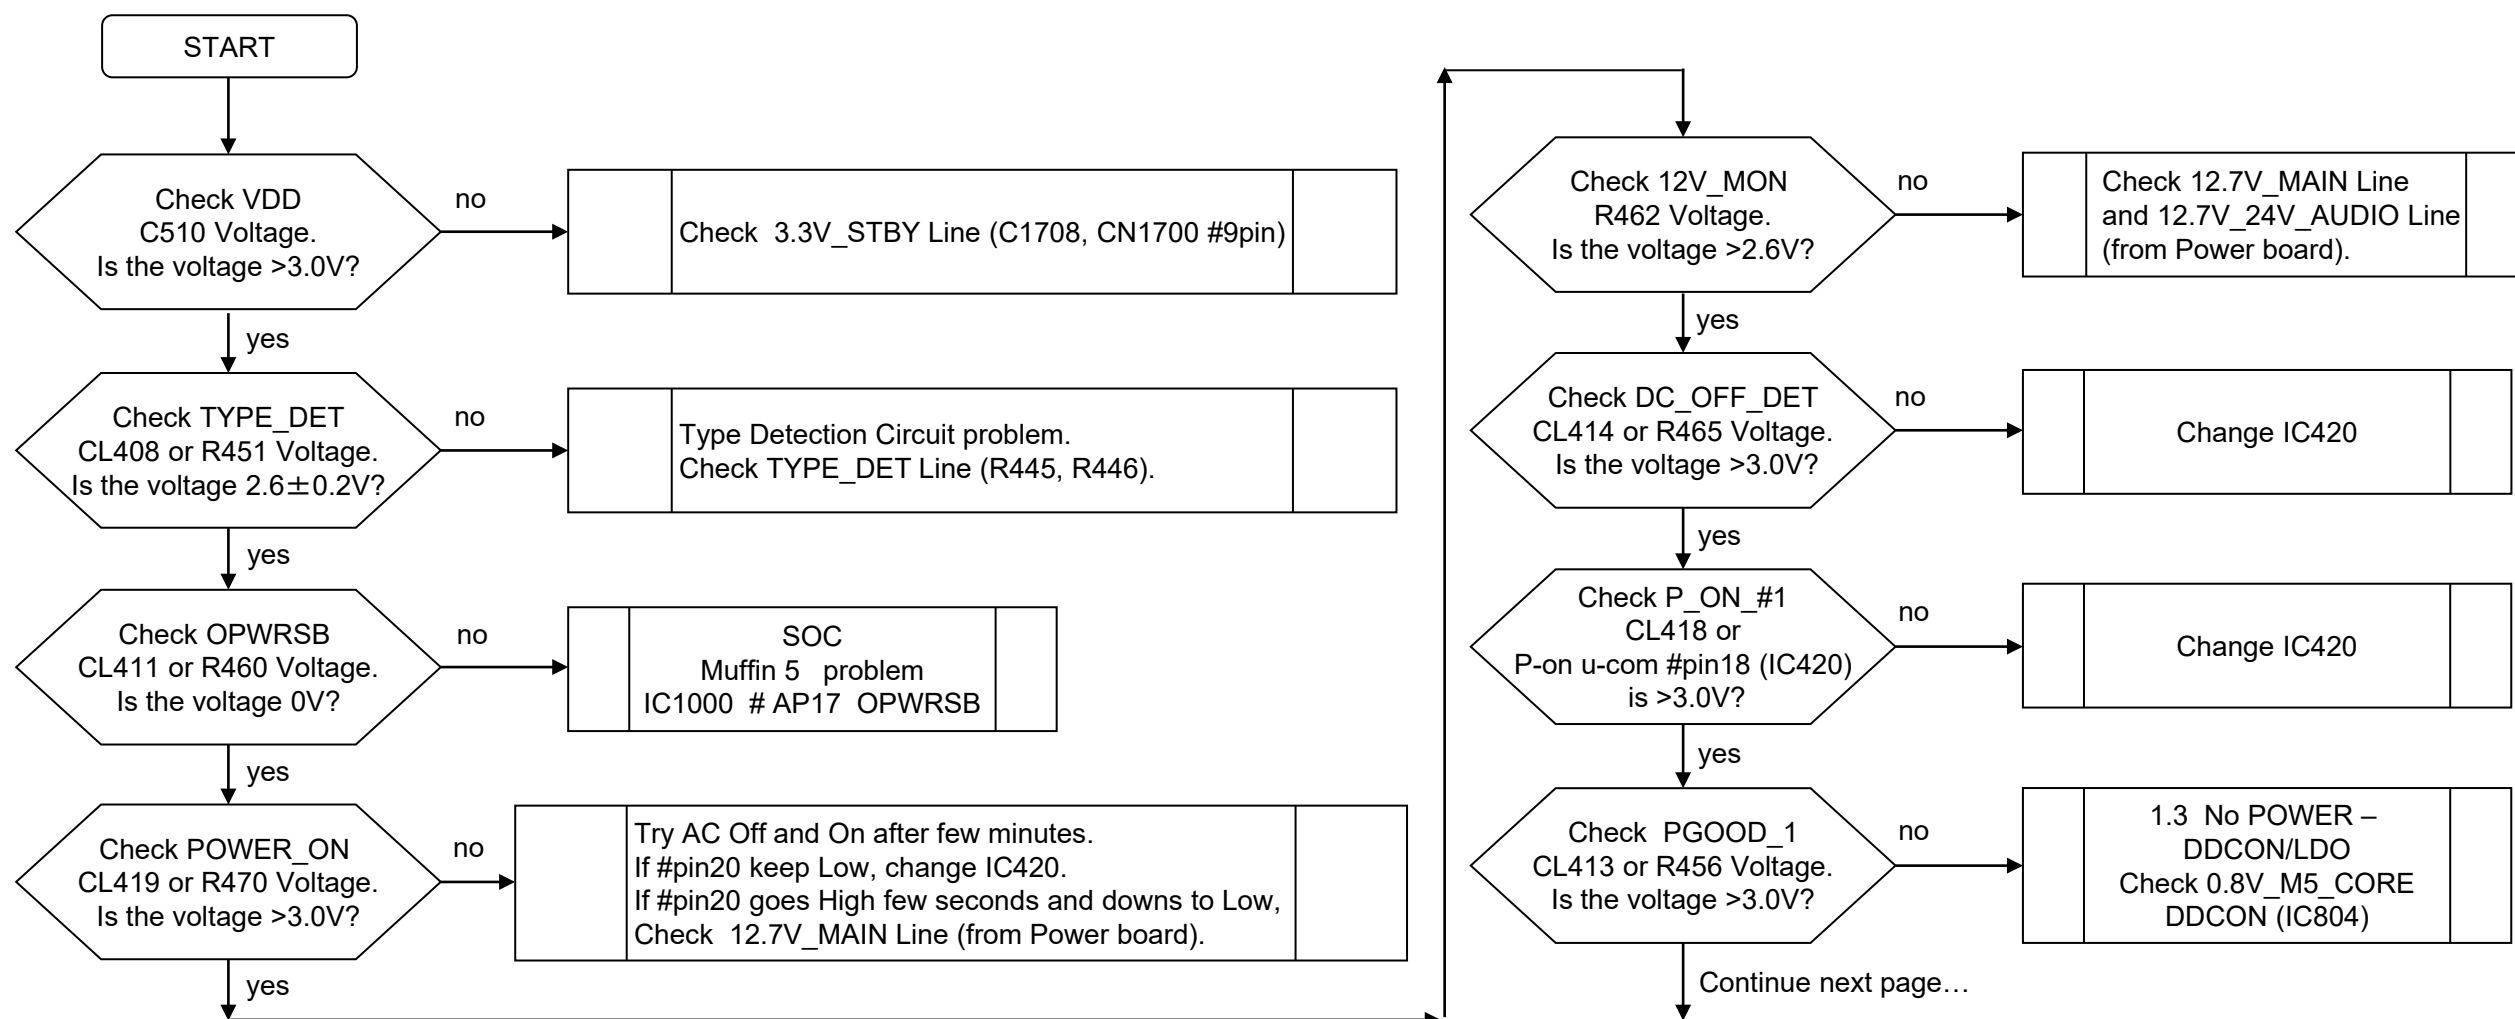 START
Check VDD
C510 Voltage.
Is the voltage >3.0V?
no
Check  3.3V_STBY Line (C1708, CN1700 #9pin)
yes
Check TYPE_DET
CL408 or R451 Voltage.
Is the voltage 2.6±0.2V?
no
Type Detection Circuit problem.
Check TYPE_DET Line (R445, R446).
yes
Check OPWRSB
CL411 or R460 Voltage.
Is the voltage 0V?
no
SOC
Muffin 5   problem
IC1000  # AP17  OPWRSB
yes
Check POWER_ON
CL419 or R470 Voltage.
Is the voltage >3.0V?
no
Try AC Off and On after few minutes.
If #pin20 keep Low, change IC420.
If #pin20 goes High few seconds and downs to Low,
Check  12.7V_MAIN Line (from Power board).
yes
Check 12V_MON
R462 Voltage.
Is the voltage >2.6V?
no
Check 12.7V_MAIN Line
and 12.7V_24V_AUDIO Line
(from Power board).
yes
Check DC_OFF_DET
CL414 or R465 Voltage.
Is the voltage >3.0V?
no
Change IC420
yes
Check P_ON_#1
CL418 or
P-on u-com #pin18 (IC420)
is >3.0V?
no
Change IC420
yes
Check  PGOOD_1
CL413 or R456 Voltage.
Is the voltage >3.0V?
no
1.3  No POWER –
DDCON/LDO
Check 0.8V_M5_CORE
DDCON (IC804)
Continue next page…